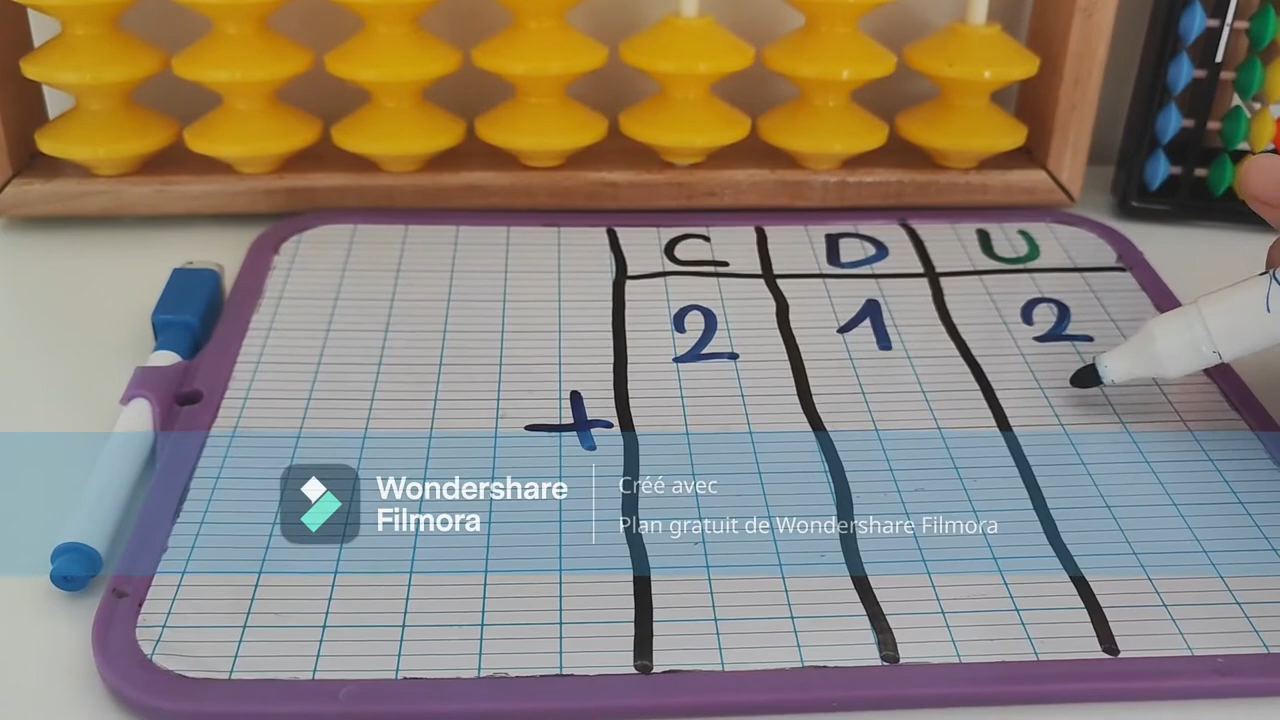 C D U
2 1 2
+
Wondershare
Filmora
Créé avec
Plan gratuit de Wondershare Filmora